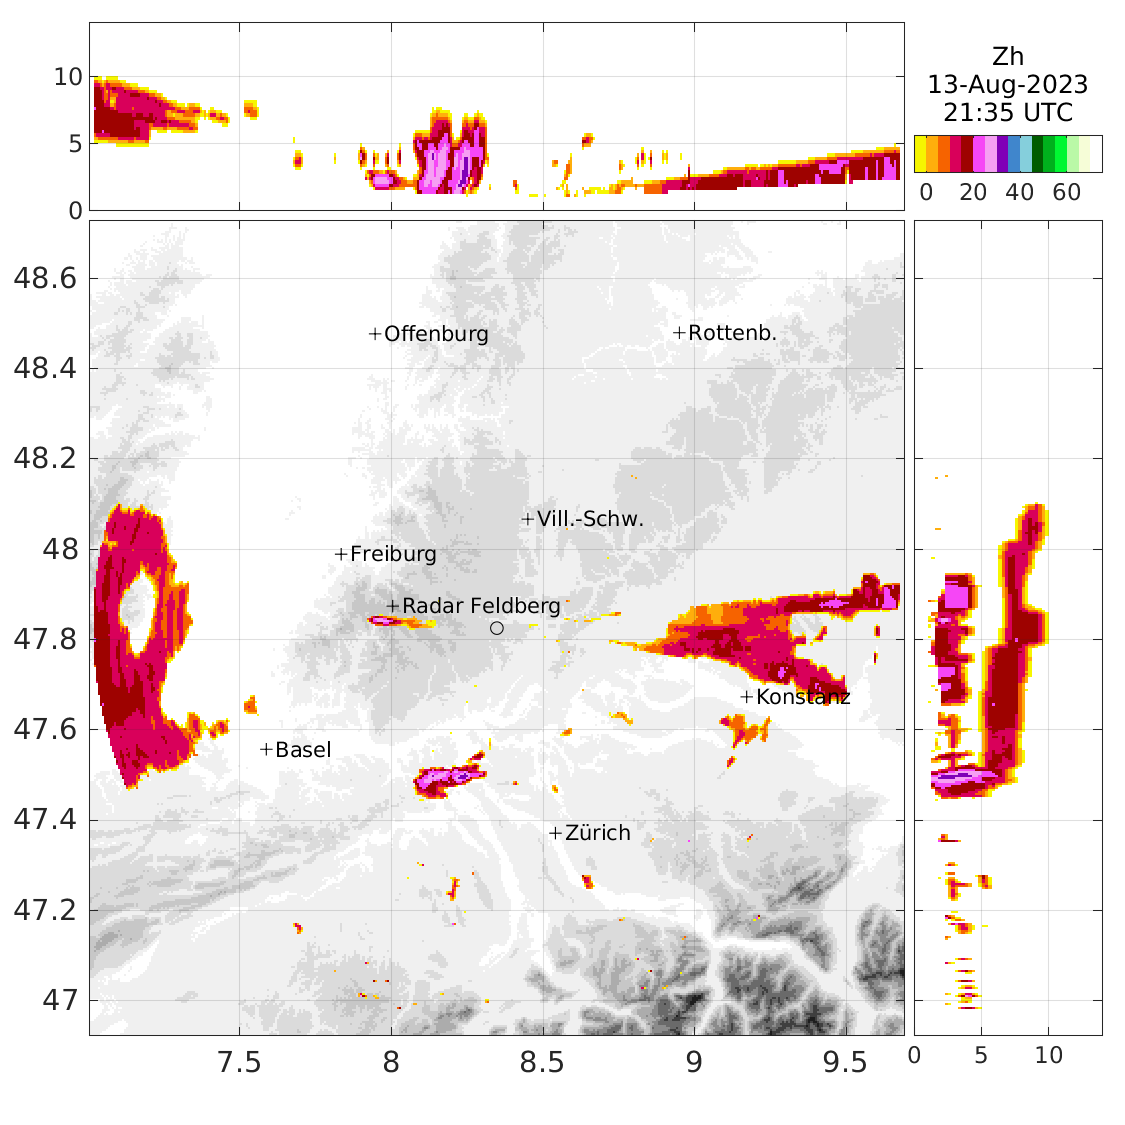 Zh
13-Aug-2023
21:35 UTC
0 20 40 60
10
5
0
48.6
48.4
48.2
48
47.8
47.6
47.4
47.2
47
+Offenburg
+Rottenb.
+Vill.-Schw.
+Freiburg
+Radar Feldberg
+Konstanz
+Basel
+Zürich
7.5 8 8.5 9 9.5
0 5 10